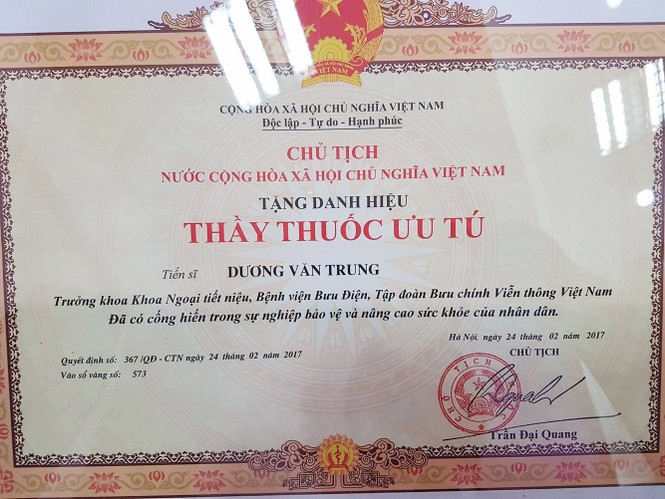 VIỆT NAM
CỘNG HÒA XÃ HỘI CHỦ NGHĨA VIỆT NAM
Độc lập - Tự do - Hạnh phúc
CHỦ TỊCH
NƯỚC CỘNG HÒA XÃ HỘI CHỦ NGHĨA VIỆT NAM
TẶNG DANH HIỆU
THẦY THUỐC ƯU TÚ
Tiến sĩ DƯƠNG VĂN TRUNG
Trưởng khoa Khoa Ngoại tiết niệu, Bệnh viện Bưu Điện, Tập đoàn Bưu chính Viễn thông Việt Nam
Đã có cống hiến trong sự nghiệp bảo vệ và nâng cao sức khỏe của nhân dân.
Hà Nội, ngày 24 tháng 02 năm 2017
Quyết định số: 367 /QĐ - CTN ngày 24 tháng 02 năm 2017
CHỦ TỊCH
Vào sổ vàng số: 573
CHỦ TỊCH
Trần Đại Quang